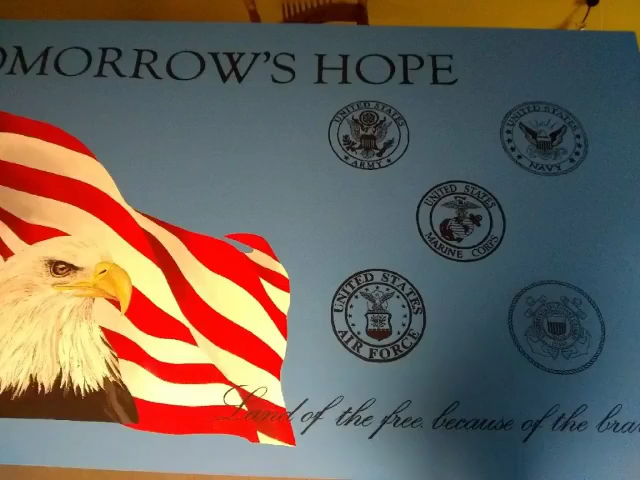 OMORROW'S HOPE
UNITED STATES
ARMY
UNITED STATES
NAVY
UNITED STATES
MARINE CORPS
UNITED STATES
AIR FORCE
Land of the free, because of the bra